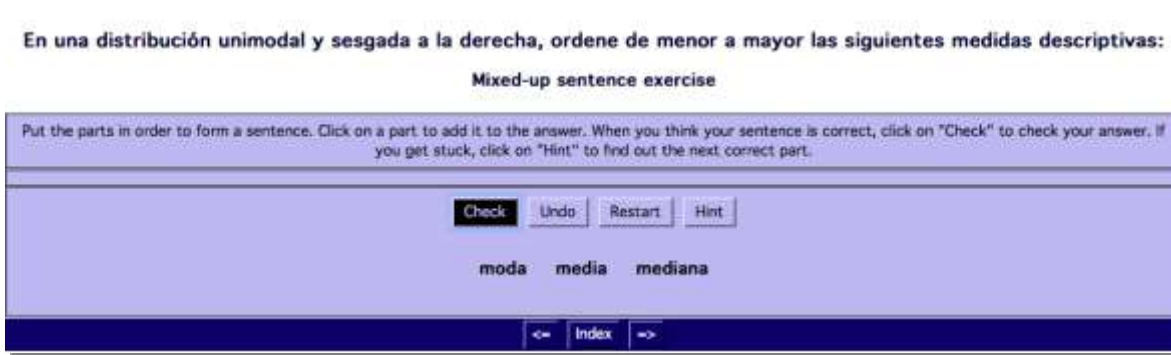 En una distribución unimodal y sesgada a la derecha, ordene de menor a mayor las siguientes medidas descriptivas:
Mixed-up sentence exercise
Put the parts in order to form a sentence. Click on a part to add it to the answer. When you think your sentence is correct, click on "Check" to check your answer. If
you get stuck, click on "Hint" to find out the next correct part.
Check Undo Restart Hint
moda media mediana
<= Index =>